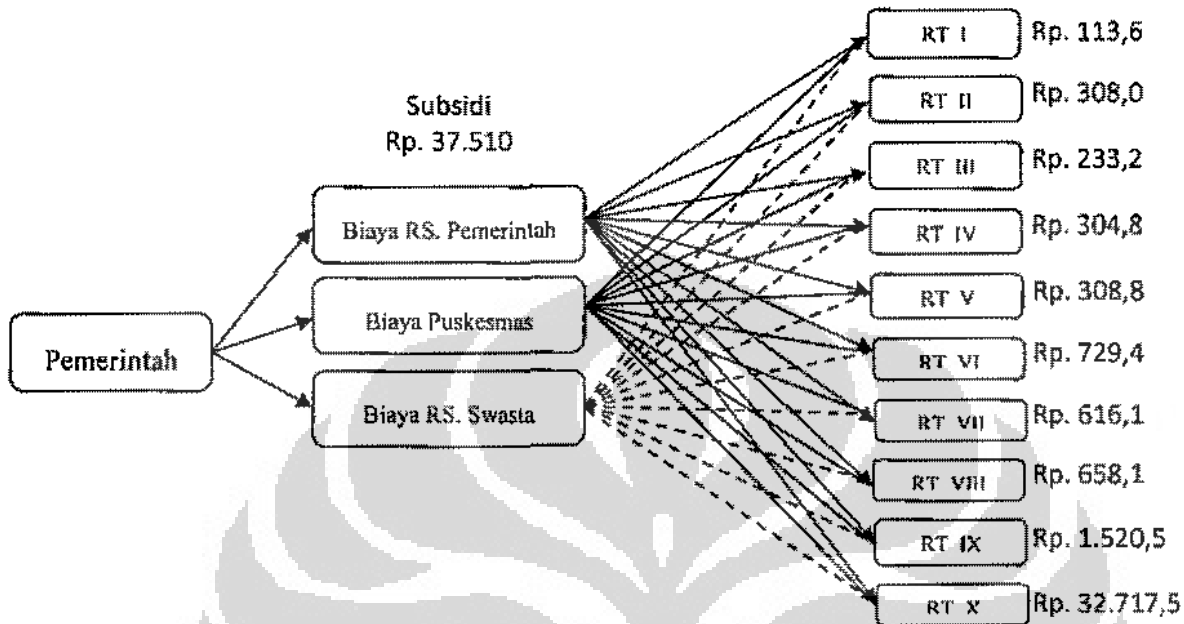 Subsidi
Rp. 37.510
Pemerintah
Biaya RS. Pemerintah
Biaya Puskesmas
Biaya RS. Swasta
RT I Rp. 113,6
RT II Rp. 308,0
RT III Rp. 233,2
RT IV Rp. 304,8
RT V Rp. 308,8
RT VI Rp. 729,4
RT VII Rp. 616,1
RT VIII Rp. 658,1
RT IX Rp. 1.520,5
RT X Rp. 32.717,5